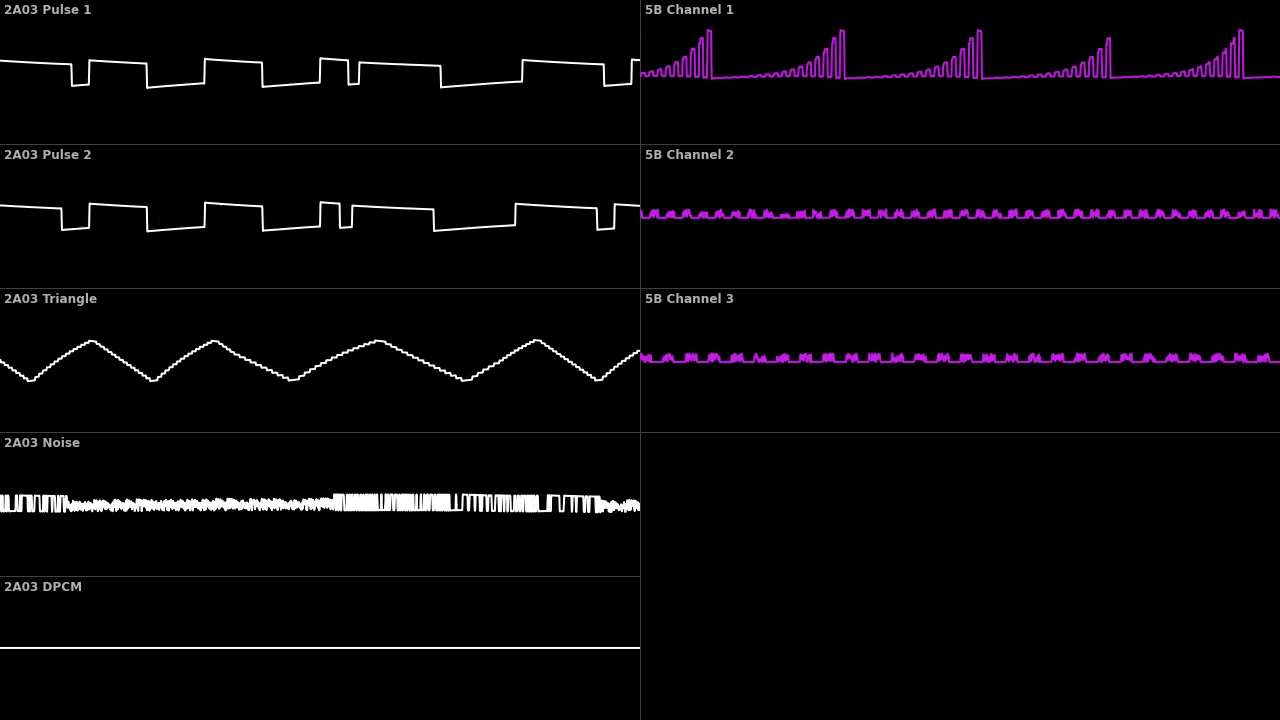 2A03 Pulse 1
2A03 Pulse 2
2A03 Triangle
2A03 Noise
2A03 DPCM
5B Channel 1
5B Channel 2
5B Channel 3